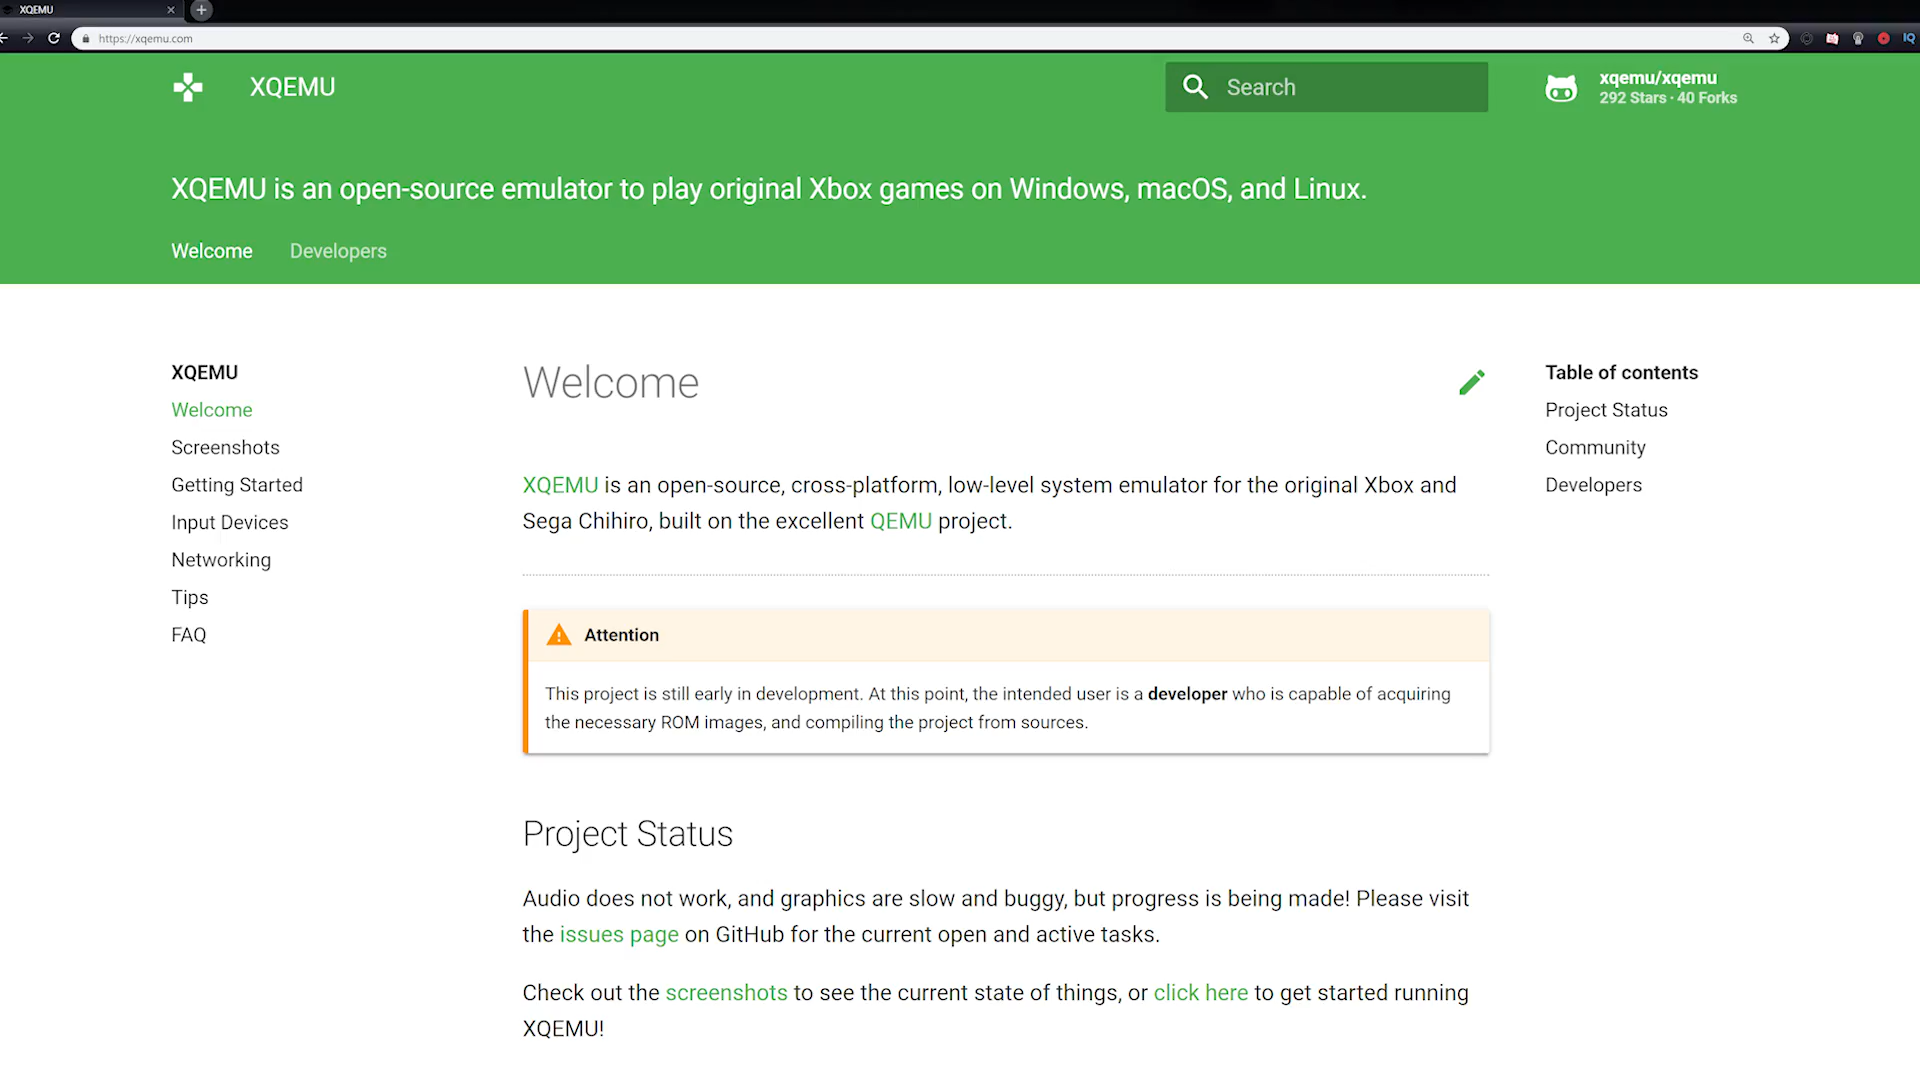 XQEMU
https://xqemu.com
IQ
XQEMU
Search
xqemu/xqemu
292 Stars · 40 Forks
XQEMU is an open-source emulator to play original Xbox games on Windows, macOS, and Linux.
Welcome
Developers
XQEMU
Welcome
Screenshots
Getting Started
Input Devices
Networking
Tips
FAQ
Welcome
XQEMU is an open-source, cross-platform, low-level system emulator for the original Xbox and
Sega Chihiro, built on the excellent QEMU project.
Attention
This project is still early in development. At this point, the intended user is a developer who is capable of acquiring
the necessary ROM images, and compiling the project from sources.
Project Status
Audio does not work, and graphics are slow and buggy, but progress is being made! Please visit
the issues page on GitHub for the current open and active tasks.
Check out the screenshots to see the current state of things, or click here to get started running
XQEMU!
Table of contents
Project Status
Community
Developers